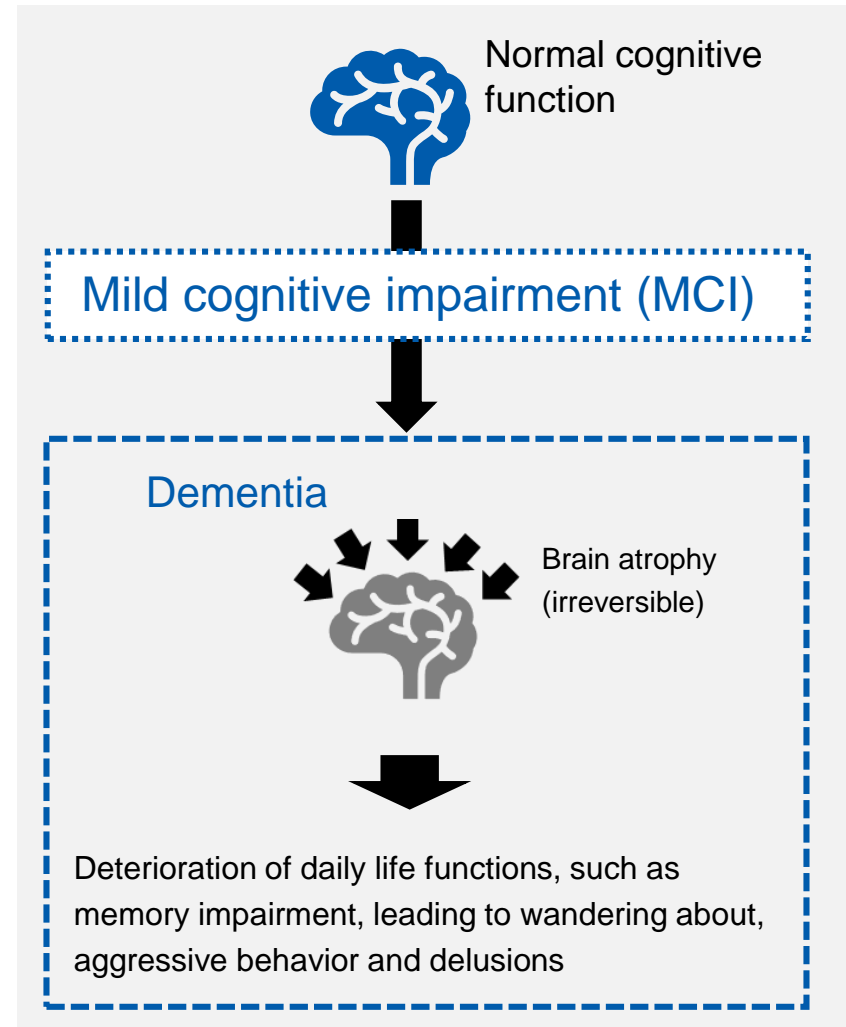 Normal cognitive
function
Mild cognitive impairment (MCI)
Dementia
Brain atrophy
(irreversible)
Deterioration of daily life functions, such as
memory impairment, leading to wandering about,
aggressive behavior and delusions